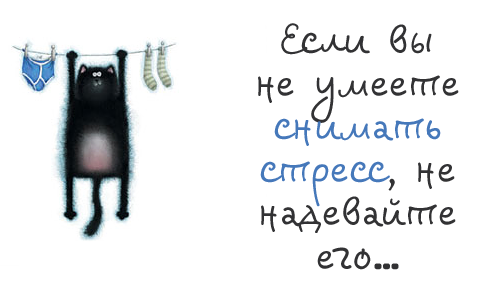 Если вы
не умеете
снимать
стресс, не
надевайте
его...